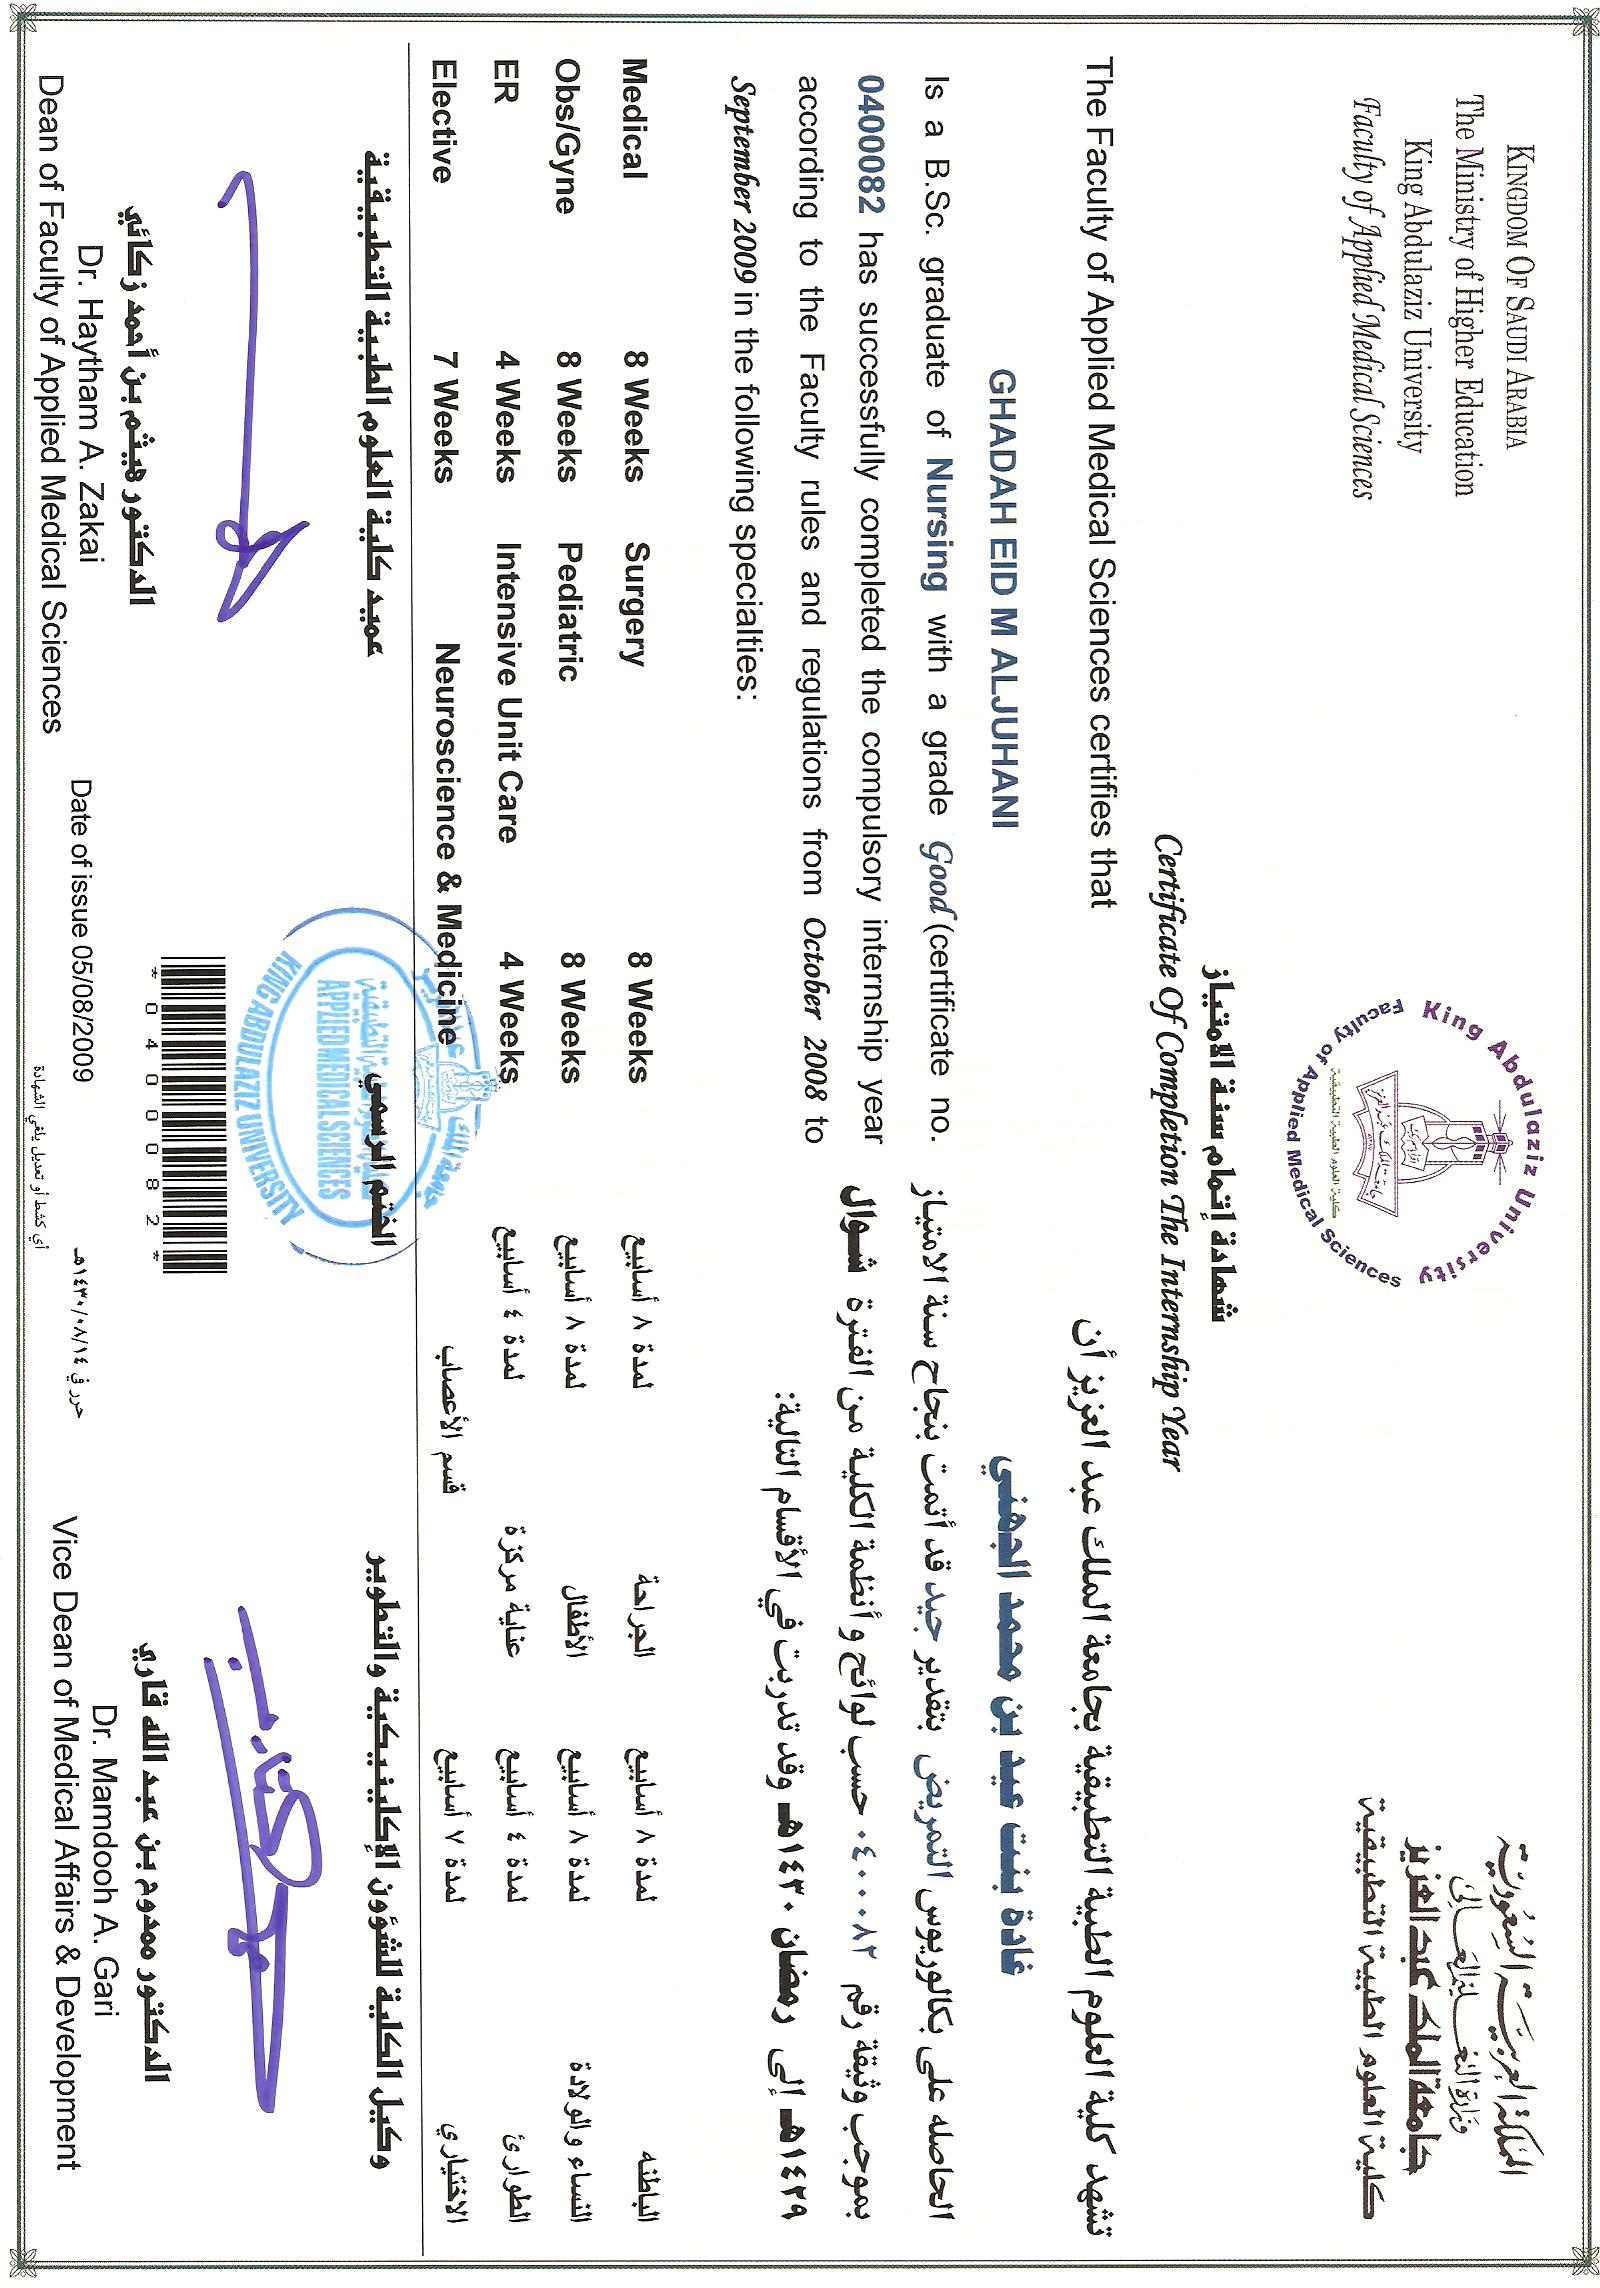 KINGDOM OF SAUDI ARABIA
The Ministry of Higher Education
King Abdulaziz University
Faculty of Applied Medical Sciences
King Abdulaziz University
كلية العلوم الطبية التطبيقية
Faculty of Applied Medical Sciences
المملكة العربية السعودية
وزارة التعليم العالي
جامعة الملك عبد العزيز
كلية العلوم الطبية التطبيقية
شهادة إتمام سنة الامتياز
Certificate Of Completion The Internship Year
The Faculty of Applied Medical Sciences certifies that
GHADAH EID M ALJUHANI
Is a B.Sc. graduate of Nursing with a grade Good (certificate no.
0400082 has successfully completed the compulsory internship year
according to the Faculty rules and regulations from October 2008 to
September 2009 in the following specialties:
تشهد كلية العلوم الطبية التطبيقية بجامعة الملك عبد العزيز أن
غادة بنت عيد بن محمد الجهني
الحاصله على بكالوريوس التمريض بتقدير جيد قد أتمت بنجاح سنة الامتياز
بموجب وثيقة رقم ٠٤٠٠٠٨٢ حسب لوائح وأنظمة الكلية من الفترة شوال
١٤٢٩هـ إلى رمضان ١٤٣٠هـ وقد تدربت في الأقسام التالية:
Medical 8 Weeks Surgery 8 Weeks
Obs/Gyne 8 Weeks Pediatric 8 Weeks
ER 4 Weeks Intensive Unit Care 4 Weeks
Elective 7 Weeks Neuroscience & Medicine
الباطنه لمدة ٨ أسابيع الجراحة لمدة ٨ أسابيع
النساء والولادة لمدة ٨ أسابيع الأطفال لمدة ٨ أسابيع
الطوارئ لمدة ٤ أسابيع عناية مركزة لمدة ٤ أسابيع
الاختياري لمدة ٧ أسابيع قسم الأعصاب
عميد كلية العلوم الطبية التطبيقية
الدكتور هيثم بن أحمد زكائي
Dr. Haytham A. Zakai
Dean of Faculty of Applied Medical Sciences
الختم الرسمي
APPLIED MEDICAL SCIENCES
KING ABDULAZIZ UNIVERSITY
*0400082*
Date of issue 05/08/2009
حرر في ١٤٣٠/٠٨/١٤هـ
أي كشط أو تعديل يلغي الشهادة
وكيل الكلية للشؤون الإكلينيكية والتطوير
الدكتور ممدوح بن عبد الله قاري
Dr. Mamdooh A. Gari
Vice Dean of Medical Affairs & Development